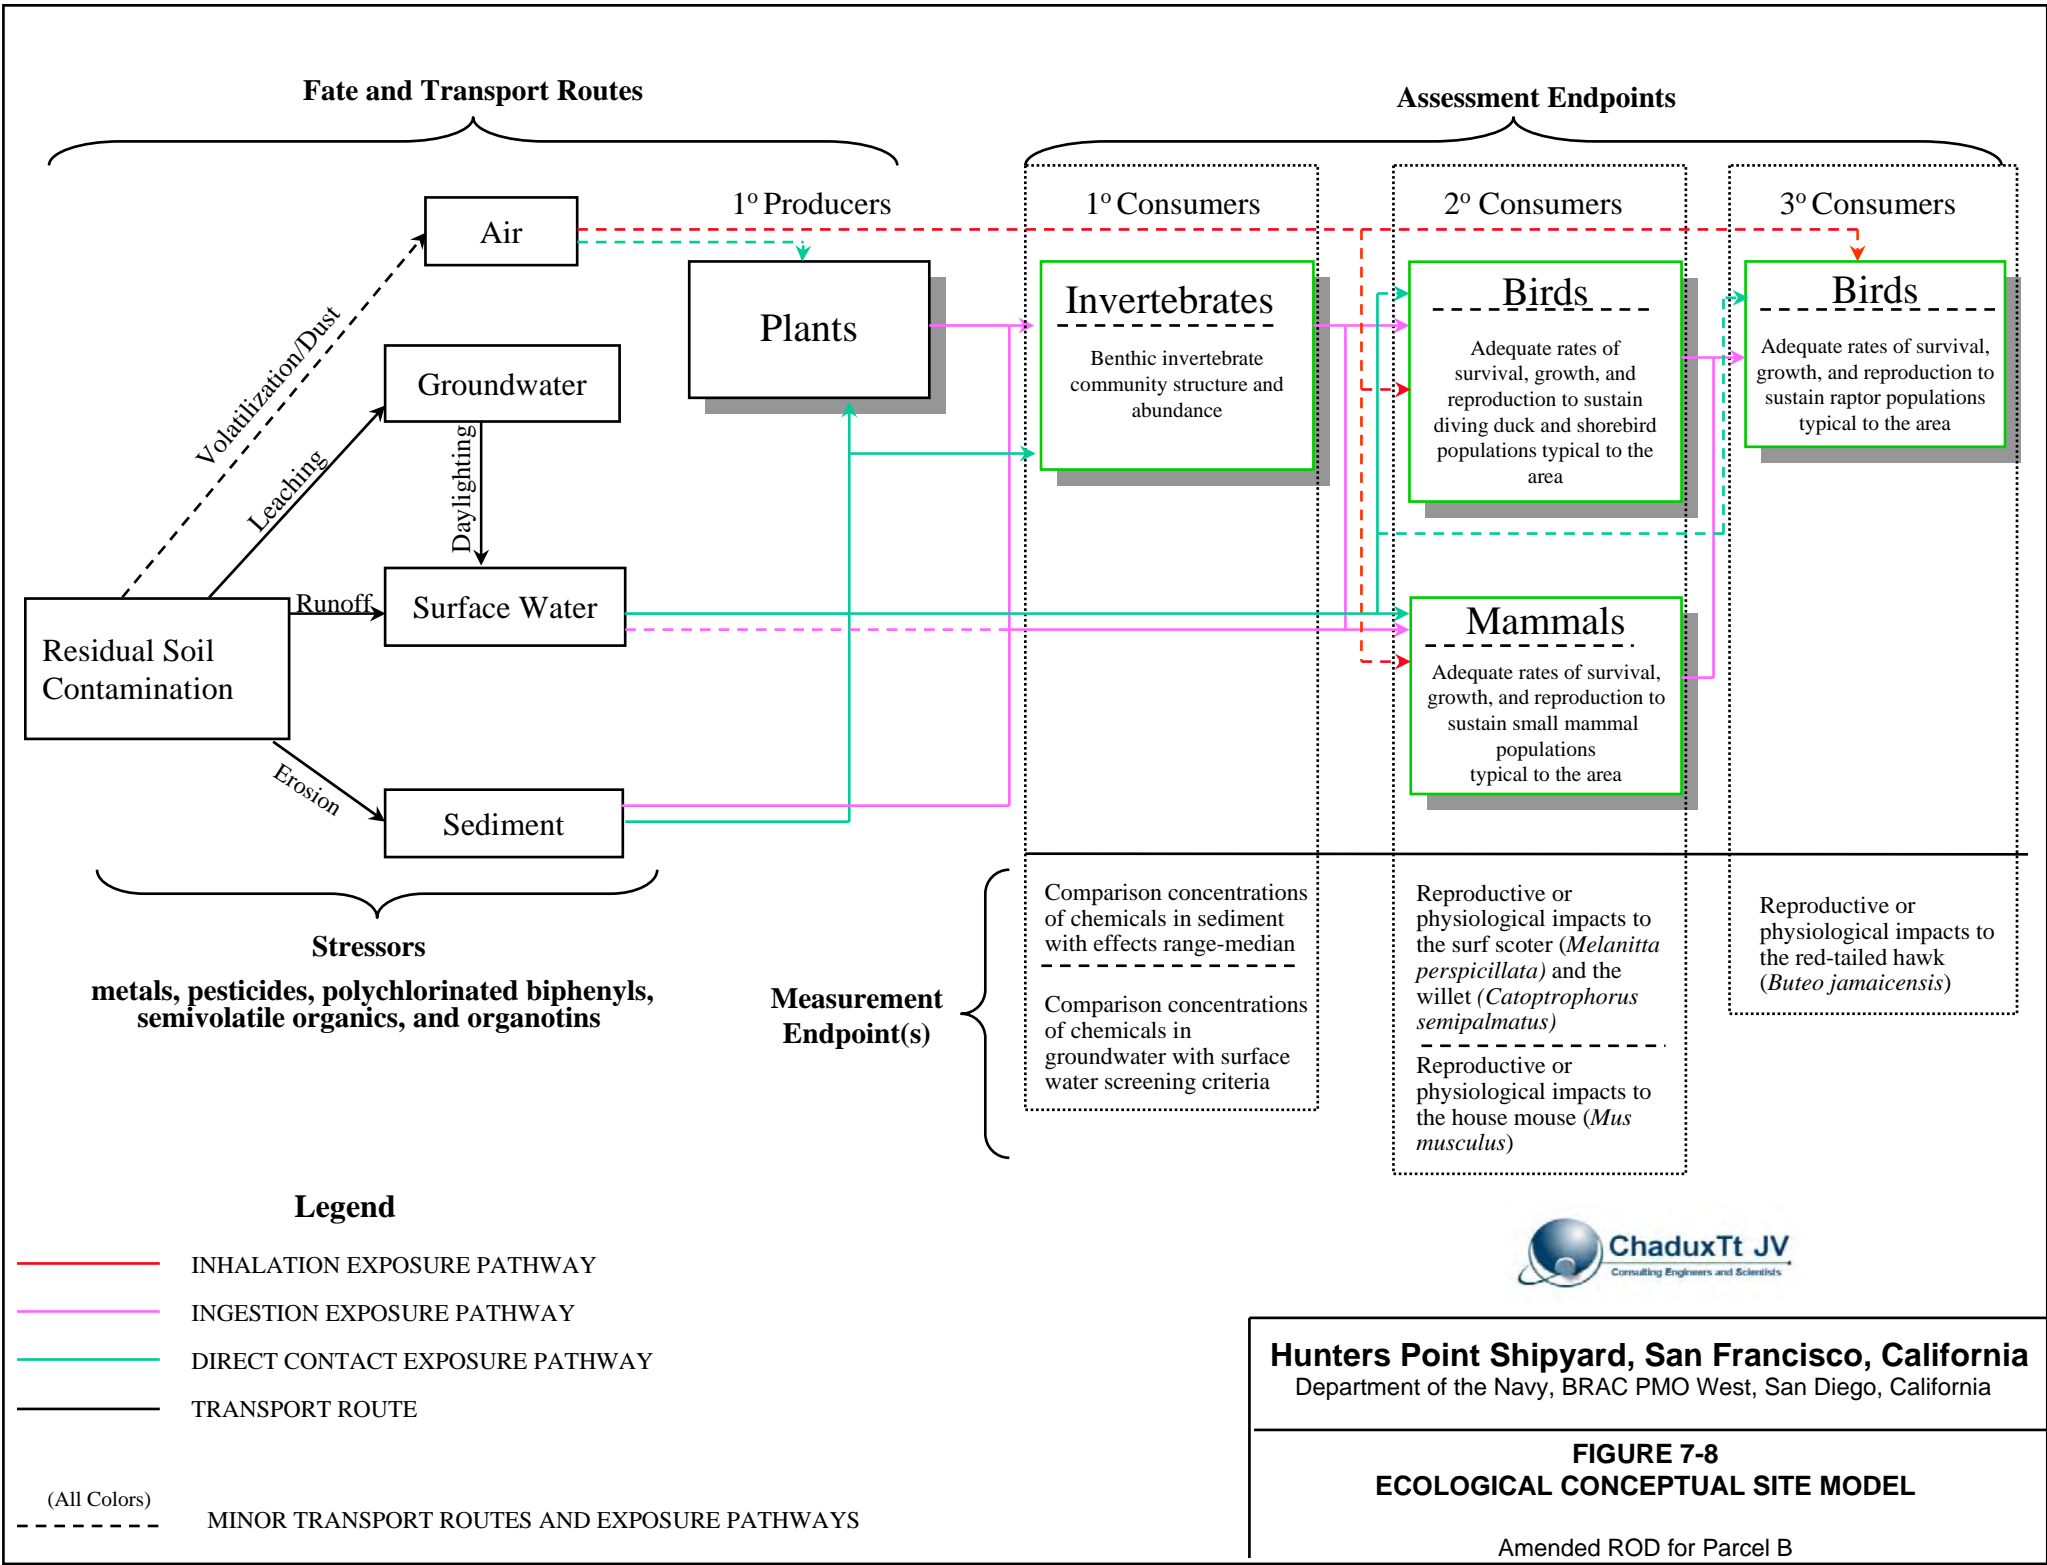 Fate and Transport Routes
Assessment Endpoints
1o Producers
1o Consumers
2o Consumers
3o Consumers
Air
Volatilization/Dust
Plants
Invertebrates
Benthic invertebrate
community structure and
abundance
Birds
Adequate rates of
survival, growth, and
reproduction to sustain
diving duck and shorebird
populations typical to the
area
Birds
Adequate rates of survival,
growth, and reproduction to
sustain raptor populations
typical to the area
Groundwater
Leaching
Daylighting
Runoff
Surface Water
Residual Soil
Contamination
Mammals
Adequate rates of survival,
growth, and reproduction to
sustain small mammal
populations
typical to the area
Erosion
Sediment
Stressors
metals, pesticides, polychlorinated biphenyls,
semivolatile organics, and organotins
Measurement
Endpoint(s)
Comparison concentrations
of chemicals in sediment
with effects range-median
Comparison concentrations
of chemicals in
groundwater with surface
water screening criteria
Reproductive or
physiological impacts to
the surf scoter (Melanitta
perspicillata) and the
willet (Catoptrophorus
semipalmatus)
Reproductive or
physiological impacts to
the house mouse (Mus
musculus)
Reproductive or
physiological impacts to
the red-tailed hawk
(Buteo jamaicensis)
Legend
INHALATION EXPOSURE PATHWAY
INGESTION EXPOSURE PATHWAY
DIRECT CONTACT EXPOSURE PATHWAY
TRANSPORT ROUTE
(All Colors)
MINOR TRANSPORT ROUTES AND EXPOSURE PATHWAYS
ChaduxTt JV
Consulting Engineers and Scientists
Hunters Point Shipyard, San Francisco, California
Department of the Navy, BRAC PMO West, San Diego, California
FIGURE 7-8
ECOLOGICAL CONCEPTUAL SITE MODEL
Amended ROD for Parcel B